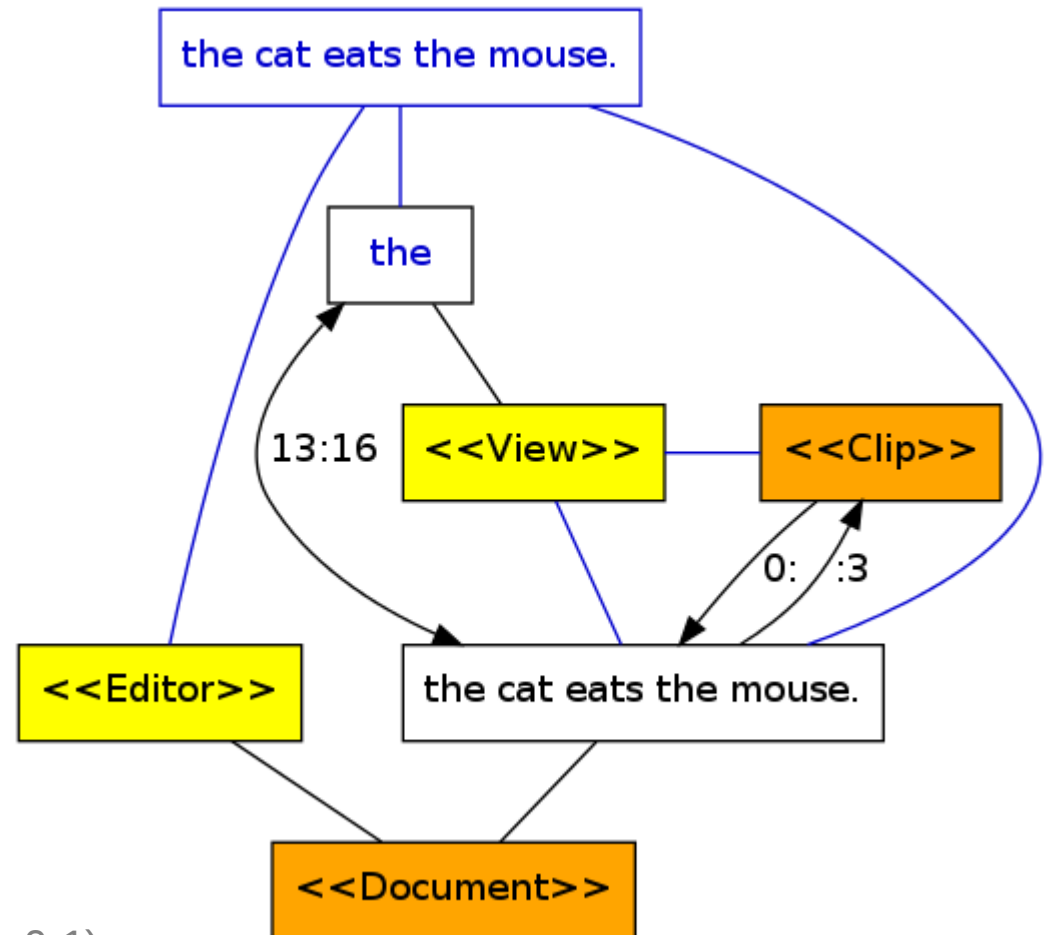 the cat eats the mouse.
the
13:16
<<View>>
<<Clip>>
0:
:3
<<Editor>>
the cat eats the mouse.
<<Document>>